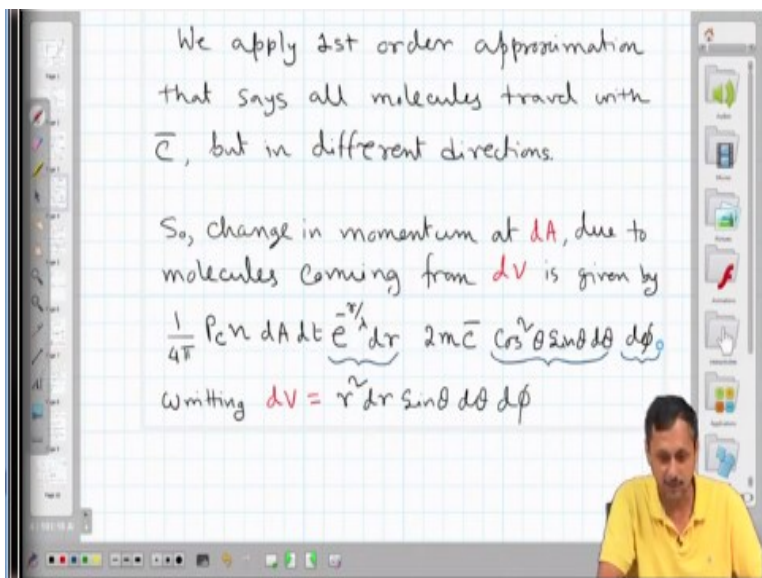 We apply 1st order approximation
that says all molecules travel with
c̄, but in different directions.
So, change in momentum at dA, due to
molecules coming from dV is given by
1/4π P_c n dA dt e^(-r/λ) dr 2m c̄ cos²θ sinθ dθ dφ.
writting dV = r² dr sinθ dθ dφ